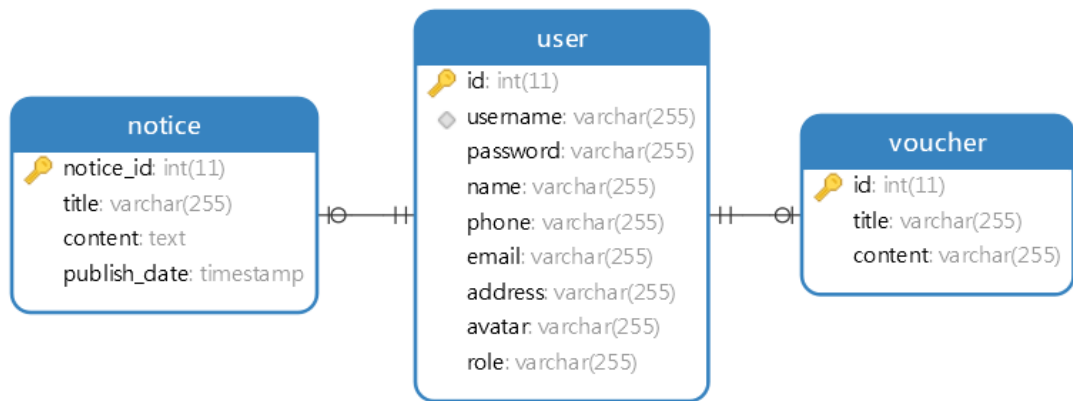 notice
notice_id: int(11)
title: varchar(255)
content: text
publish_date: timestamp
user
id: int(11)
username: varchar(255)
password: varchar(255)
name: varchar(255)
phone: varchar(255)
email: varchar(255)
address: varchar(255)
avatar: varchar(255)
role: varchar(255)
voucher
id: int(11)
title: varchar(255)
content: varchar(255)